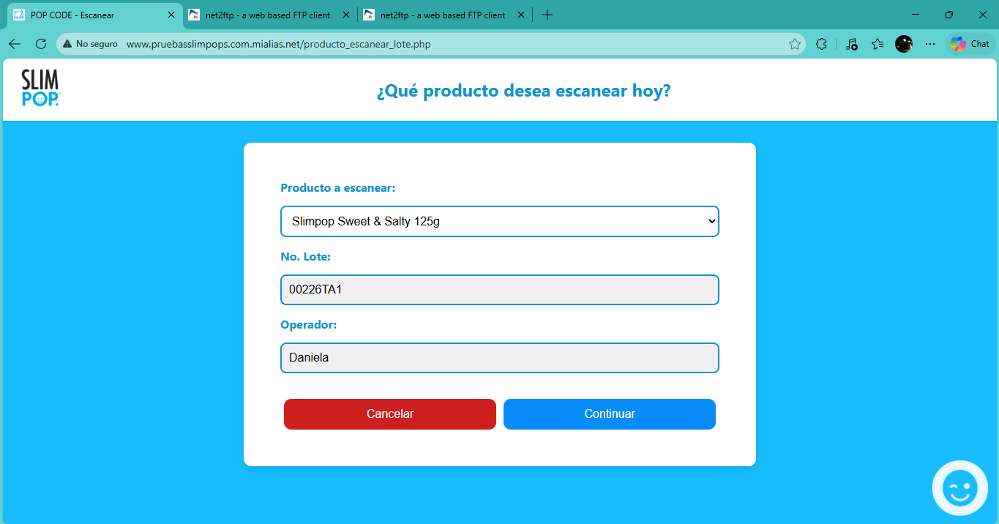 POP CODE - Escanear
net2ftp - a web based FTP client
net2ftp - a web based FTP client
No seguro
www.pruebasslimpops.com.mialias.net/producto_escanear_lote.php
Chat
SLIM
POP
¿Qué producto desea escanear hoy?
Producto a escanear:
Slimpop Sweet & Salty 125g
No. Lote:
00226TA1
Operador:
Daniela
Cancelar
Continuar